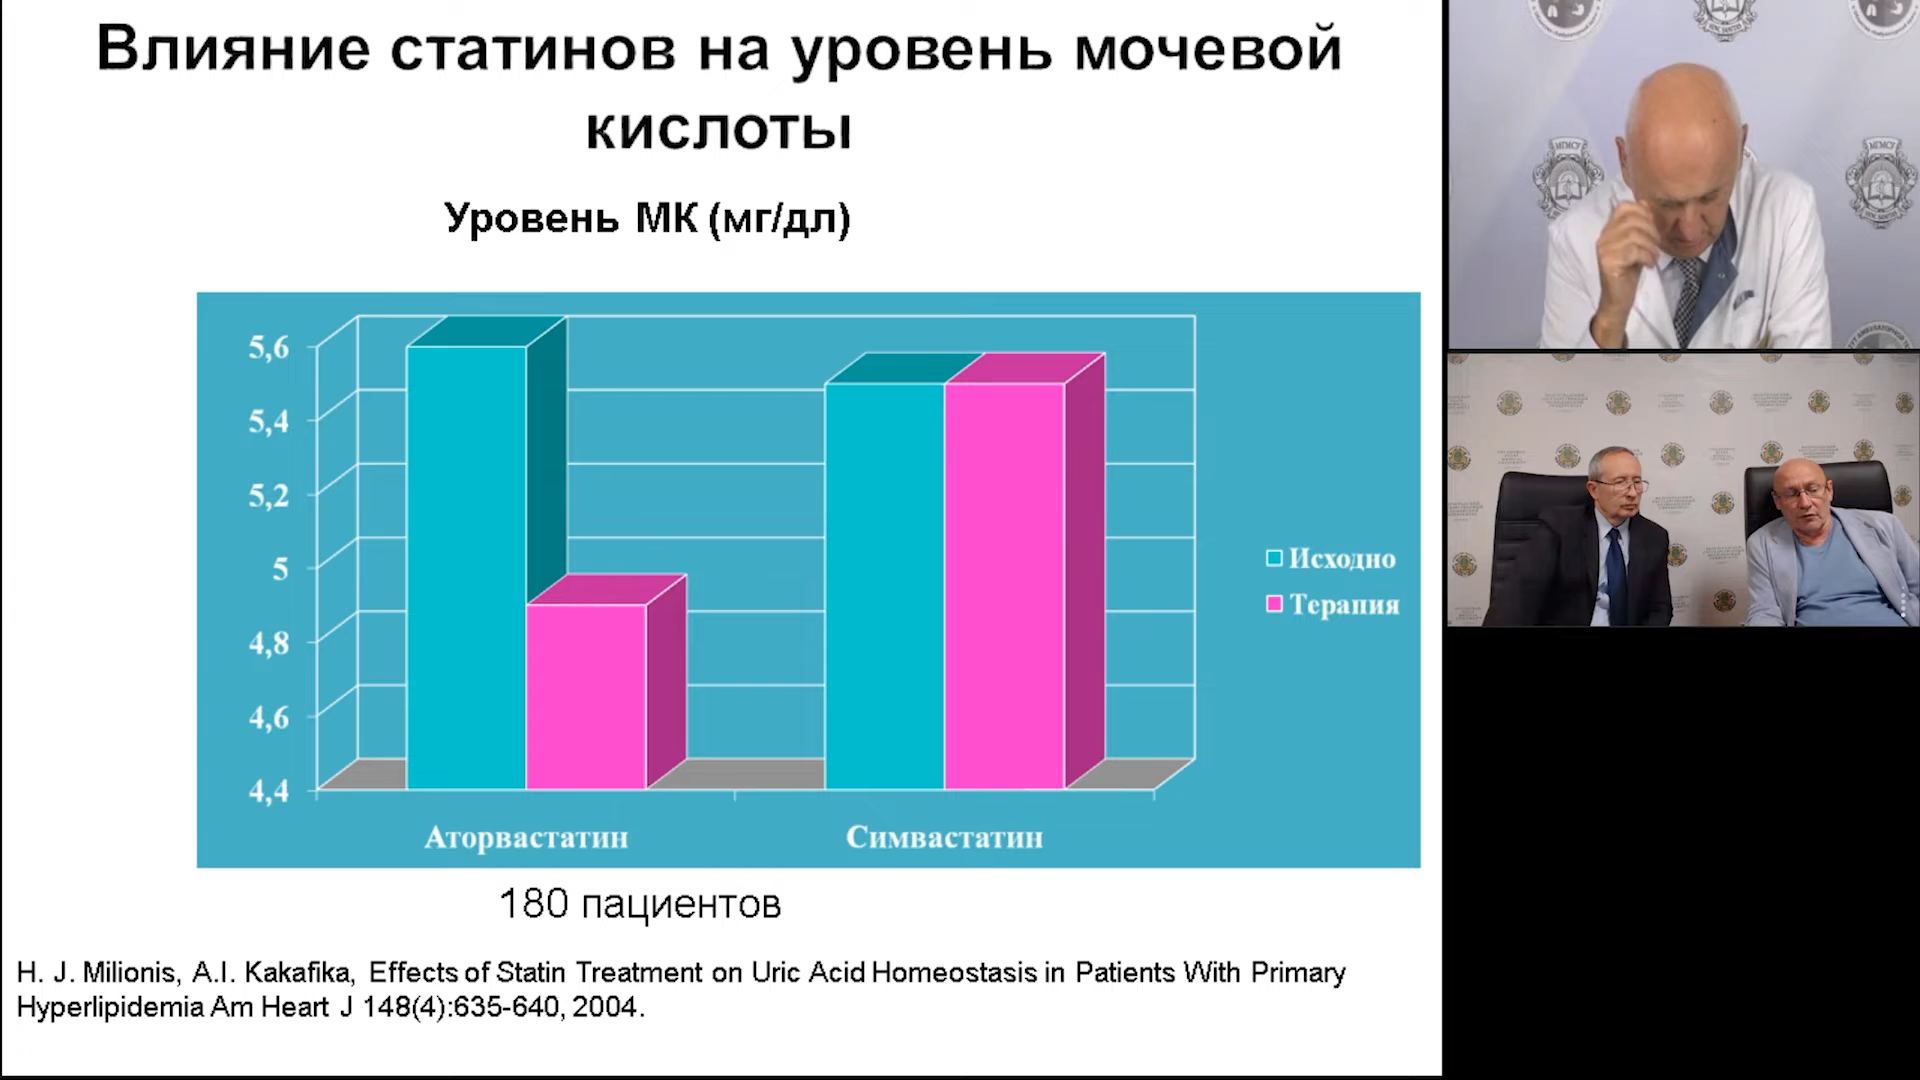 Влияние статинов на уровень мочевой
кислоты
Уровень МК (мг/дл)
5,6
5,4
5,2
5
4,8
4,6
4,4
Исходно
Терапия
Аторвастатин
Симвастатин
180 пациентов
H. J. Milionis, A.I. Kakafika, Effects of Statin Treatment on Uric Acid Homeostasis in Patients With Primary
Hyperlipidemia Am Heart J 148(4):635-640, 2004.
МГМСУ
МГМСУ